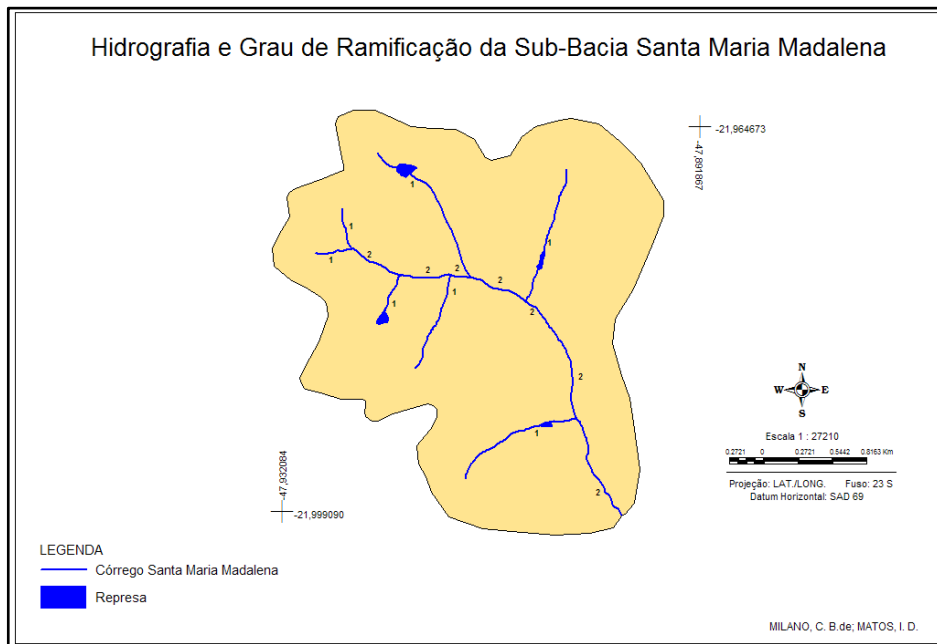 Hidrografia e Grau de Ramificação da Sub-Bacia Santa Maria Madalena
-21,964673
-47,891867
1
1
1
1
2
2
2
2
1
1
2
2
1
2
N
W E
S
Escala 1 : 27210
0.2721 0 0.2721 0.5442 0.8163 Km
Projeção: LAT./LONG. Fuso: 23 S
Datum Horizontal: SAD 69
-47,932084
-21,999090
LEGENDA
Córrego Santa Maria Madalena
Represa
MILANO, C. B.de; MATOS, I. D.